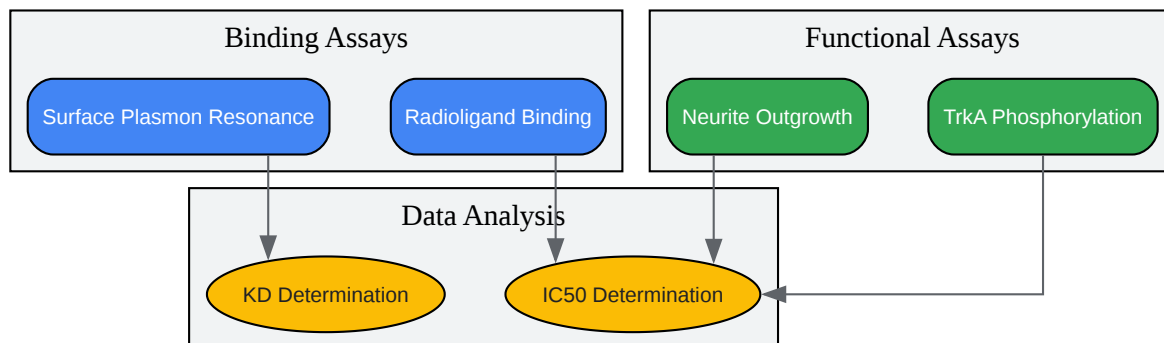 Binding Assays
Functional Assays
Surface Plasmon Resonance
Radioligand Binding
Neurite Outgrowth
TrkA Phosphorylation
Data Analysis
KD Determination
IC50 Determination